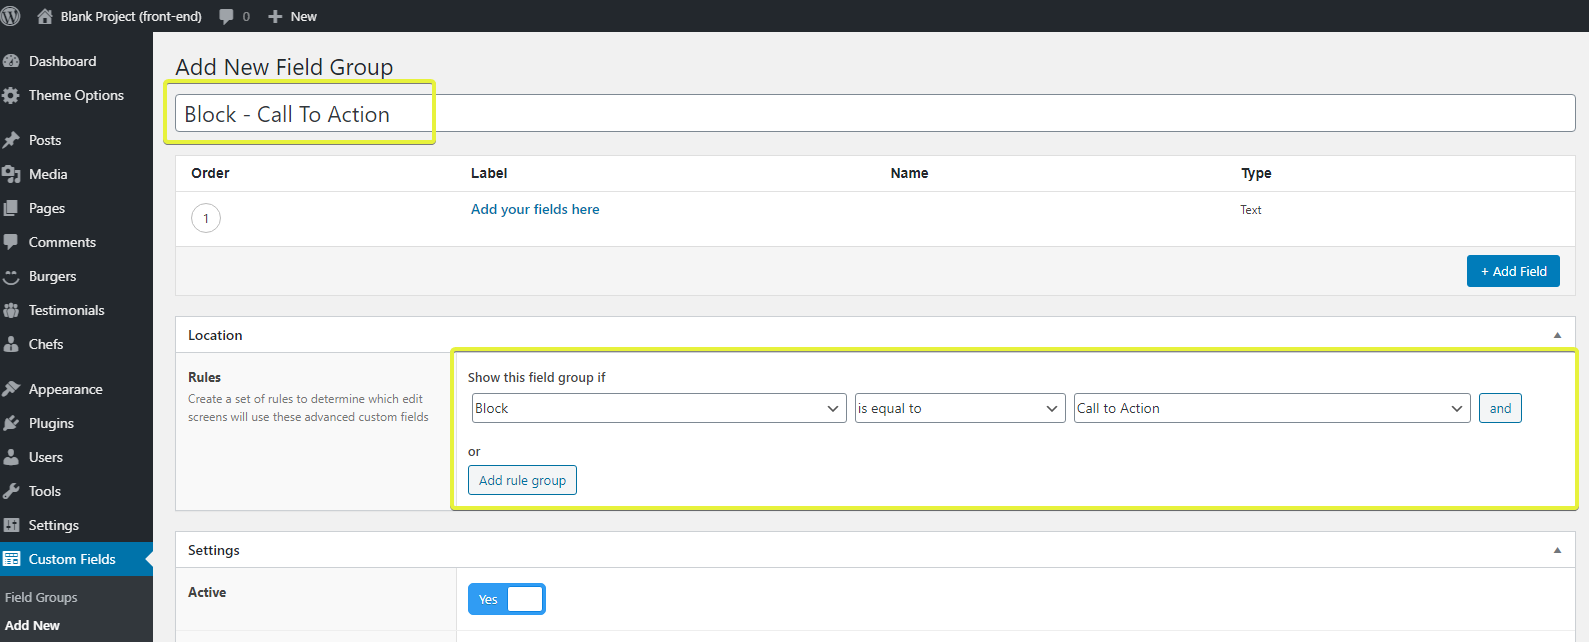 Blank Project (front-end) 0 + New
Dashboard
Theme Options
Posts
Media
Pages
Comments
Burgers
Testimonials
Chefs
Appearance
Plugins
Users
Tools
Settings
Custom Fields
Field Groups
Add New
Add New Field Group
Block - Call To Action
Order Label Name Type
1 Add your fields here Text
+ Add Field
Location
Rules
Create a set of rules to determine which edit
screens will use these advanced custom fields
Show this field group if
Block is equal to Call to Action and
or
Add rule group
Settings
Active
Yes